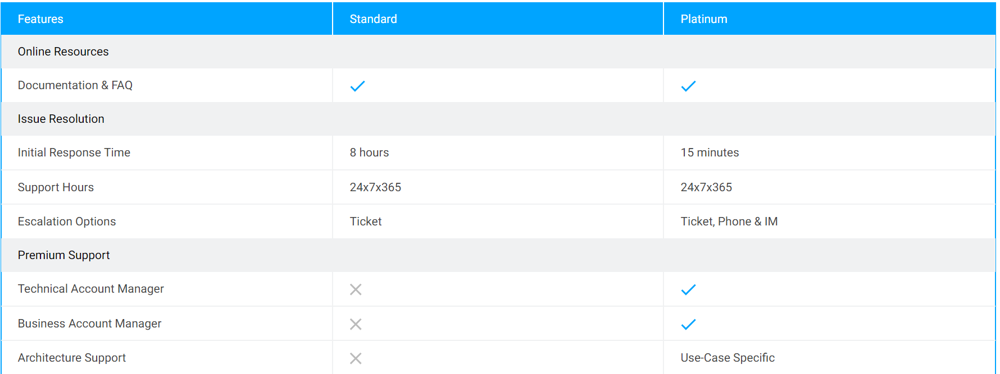 Features Standard Platinum
Online Resources
Documentation & FAQ
Issue Resolution
Initial Response Time 8 hours 15 minutes
Support Hours 24x7x365 24x7x365
Escalation Options Ticket Ticket, Phone & IM
Premium Support
Technical Account Manager
Business Account Manager
Architecture Support Use-Case Specific